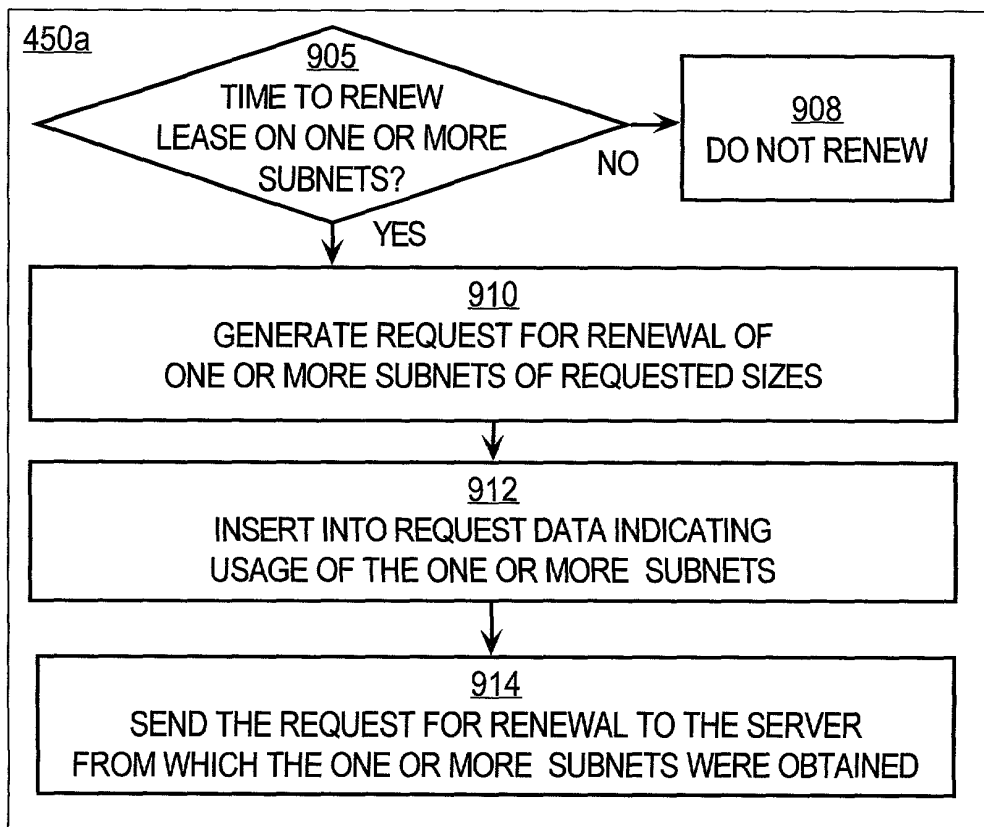 450a
905
TIME TO RENEW
LEASE ON ONE OR MORE
SUBNETS?
NO
908
DO NOT RENEW
YES
910
GENERATE REQUEST FOR RENEWAL OF
ONE OR MORE SUBNETS OF REQUESTED SIZES
912
INSERT INTO REQUEST DATA INDICATING
USAGE OF THE ONE OR MORE SUBNETS
914
SEND THE REQUEST FOR RENEWAL TO THE SERVER
FROM WHICH THE ONE OR MORE SUBNETS WERE OBTAINED